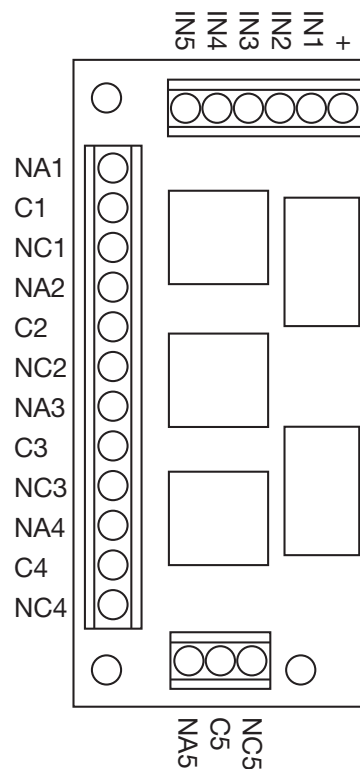 IN5
IN4
IN3
IN2
IN1
+
NA1
C1
NC1
NA2
C2
NC2
NA3
C3
NC3
NA4
C4
NC4
NA5
C5
NC5